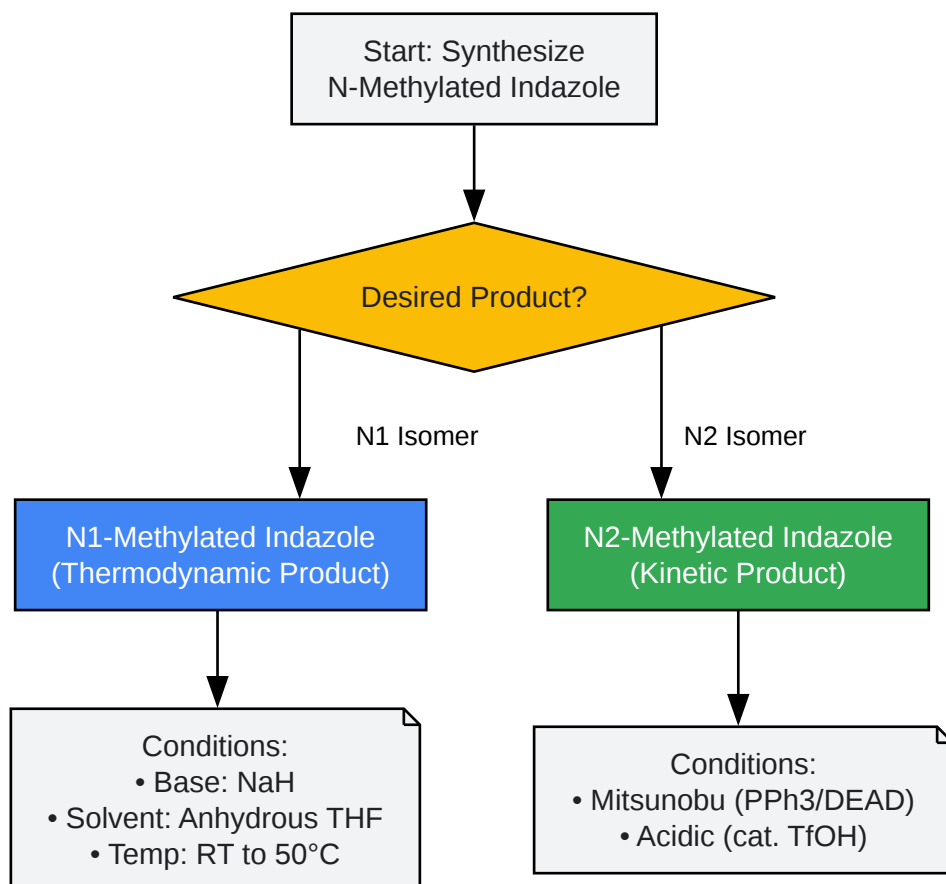 Start: Synthesize
N-Methylated Indazole
Desired Product?
N1 Isomer
N2 Isomer
N1-Methylated Indazole
(Thermodynamic Product)
N2-Methylated Indazole
(Kinetic Product)
Conditions:
• Base: NaH
• Solvent: Anhydrous THF
• Temp: RT to 50°C
Conditions:
• Mitsunobu (PPh3/DEAD)
• Acidic (cat. TfOH)